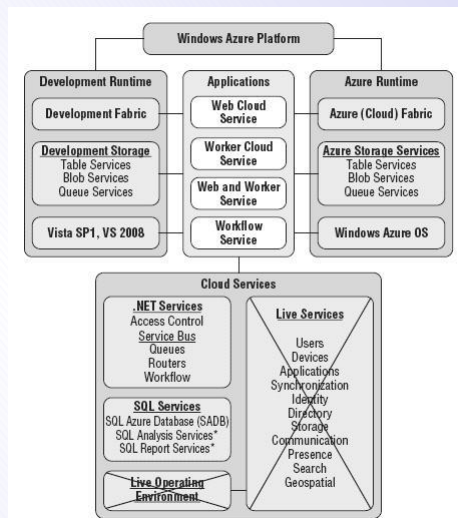 Windows Azure Platform
Development Runtime
Development Fabric
Development Storage
Table Services
Blob Services
Queue Services
Vista SP1, VS 2008
Applications
Web Cloud
Service
Worker Cloud
Service
Web and Worker
Service
Workflow
Service
Azure Runtime
Azure (Cloud) Fabric
Azure Storage Services
Table Services
Blob Services
Queue Services
Windows Azure OS
Cloud Services
.NET Services
Access Control
Service Bus
Queues
Routers
Workflow
SQL Services
SQL Azure Database (SADB)
SQL Analysis Services*
SQL Report Services*
Live Operating
Environment
Live Services
Users
Devices
Applications
Synchronization
Identity
Directory
Storage
Communication
Presence
Search
Geospatial